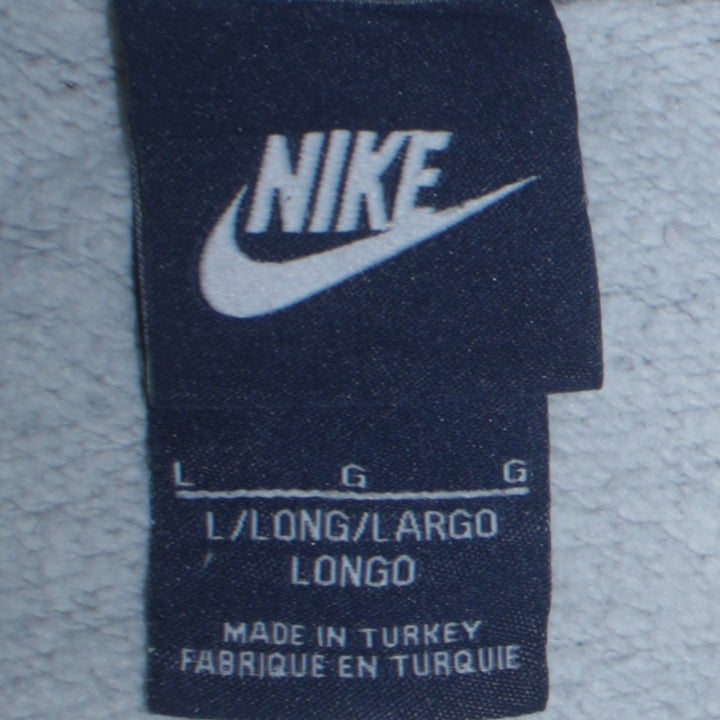 NIKE
L G G
L/LONG/LARGO
LONGO
MADE IN TURKEY
FABRIQUE EN TURQUIE